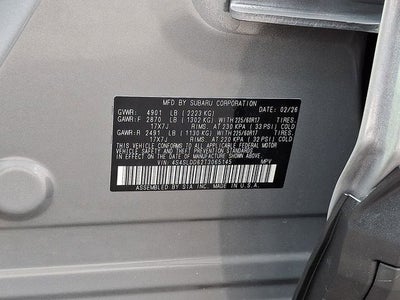 MFD BY SUBARU CORPORATION DATE: 02/26
GVWR: 4901 LB ( 2223 KG)
GAWR:F 2870 LB ( 1302 KG) WITH 225/60R17 TIRES,
17X7J RIMS, AT 230 KPA ( 33 PSI) COLD
GAWR:R 2491 LB ( 1130 KG) WITH 225/60R17 TIRES,
17X7J RIMS, AT 220 KPA ( 32 PSI) COLD
THIS VEHICLE CONFORMS TO ALL APPLICABLE FEDERAL MOTOR
VEHICLE SAFETY AND THEFT PREVENTION STANDARDS IN EFFECT
ON THE DATE OF MANUFACTURE SHOWN ABOVE.
VIN: 4S4SLDD62T3065145 MPV
ASSEMBLED BY SIA INC. MADE IN U.S.A.